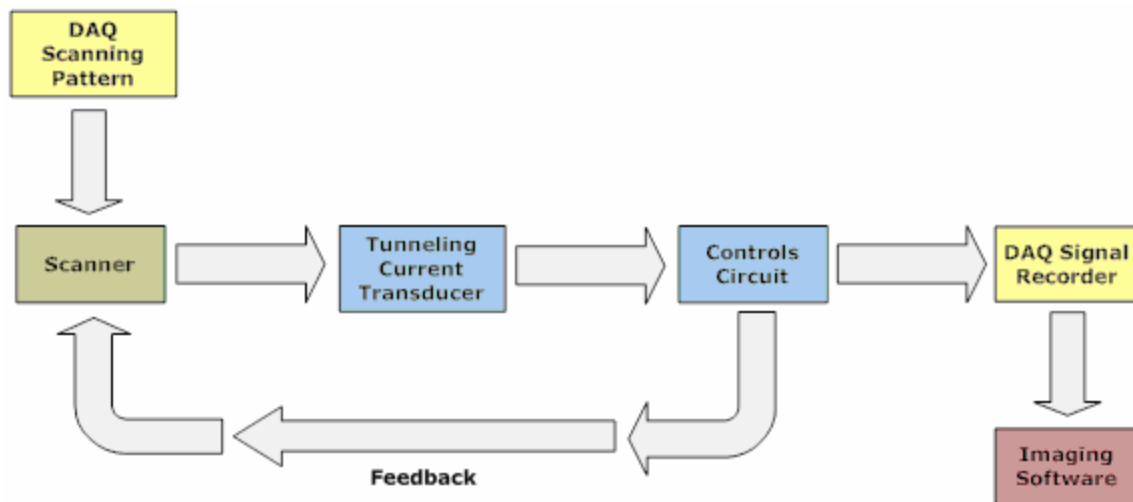 DAQ
Scanning
Pattern
Scanner
Tunneling
Current
Transducer
Controls
Circuit
DAQ Signal
Recorder
Feedback
Imaging
Software